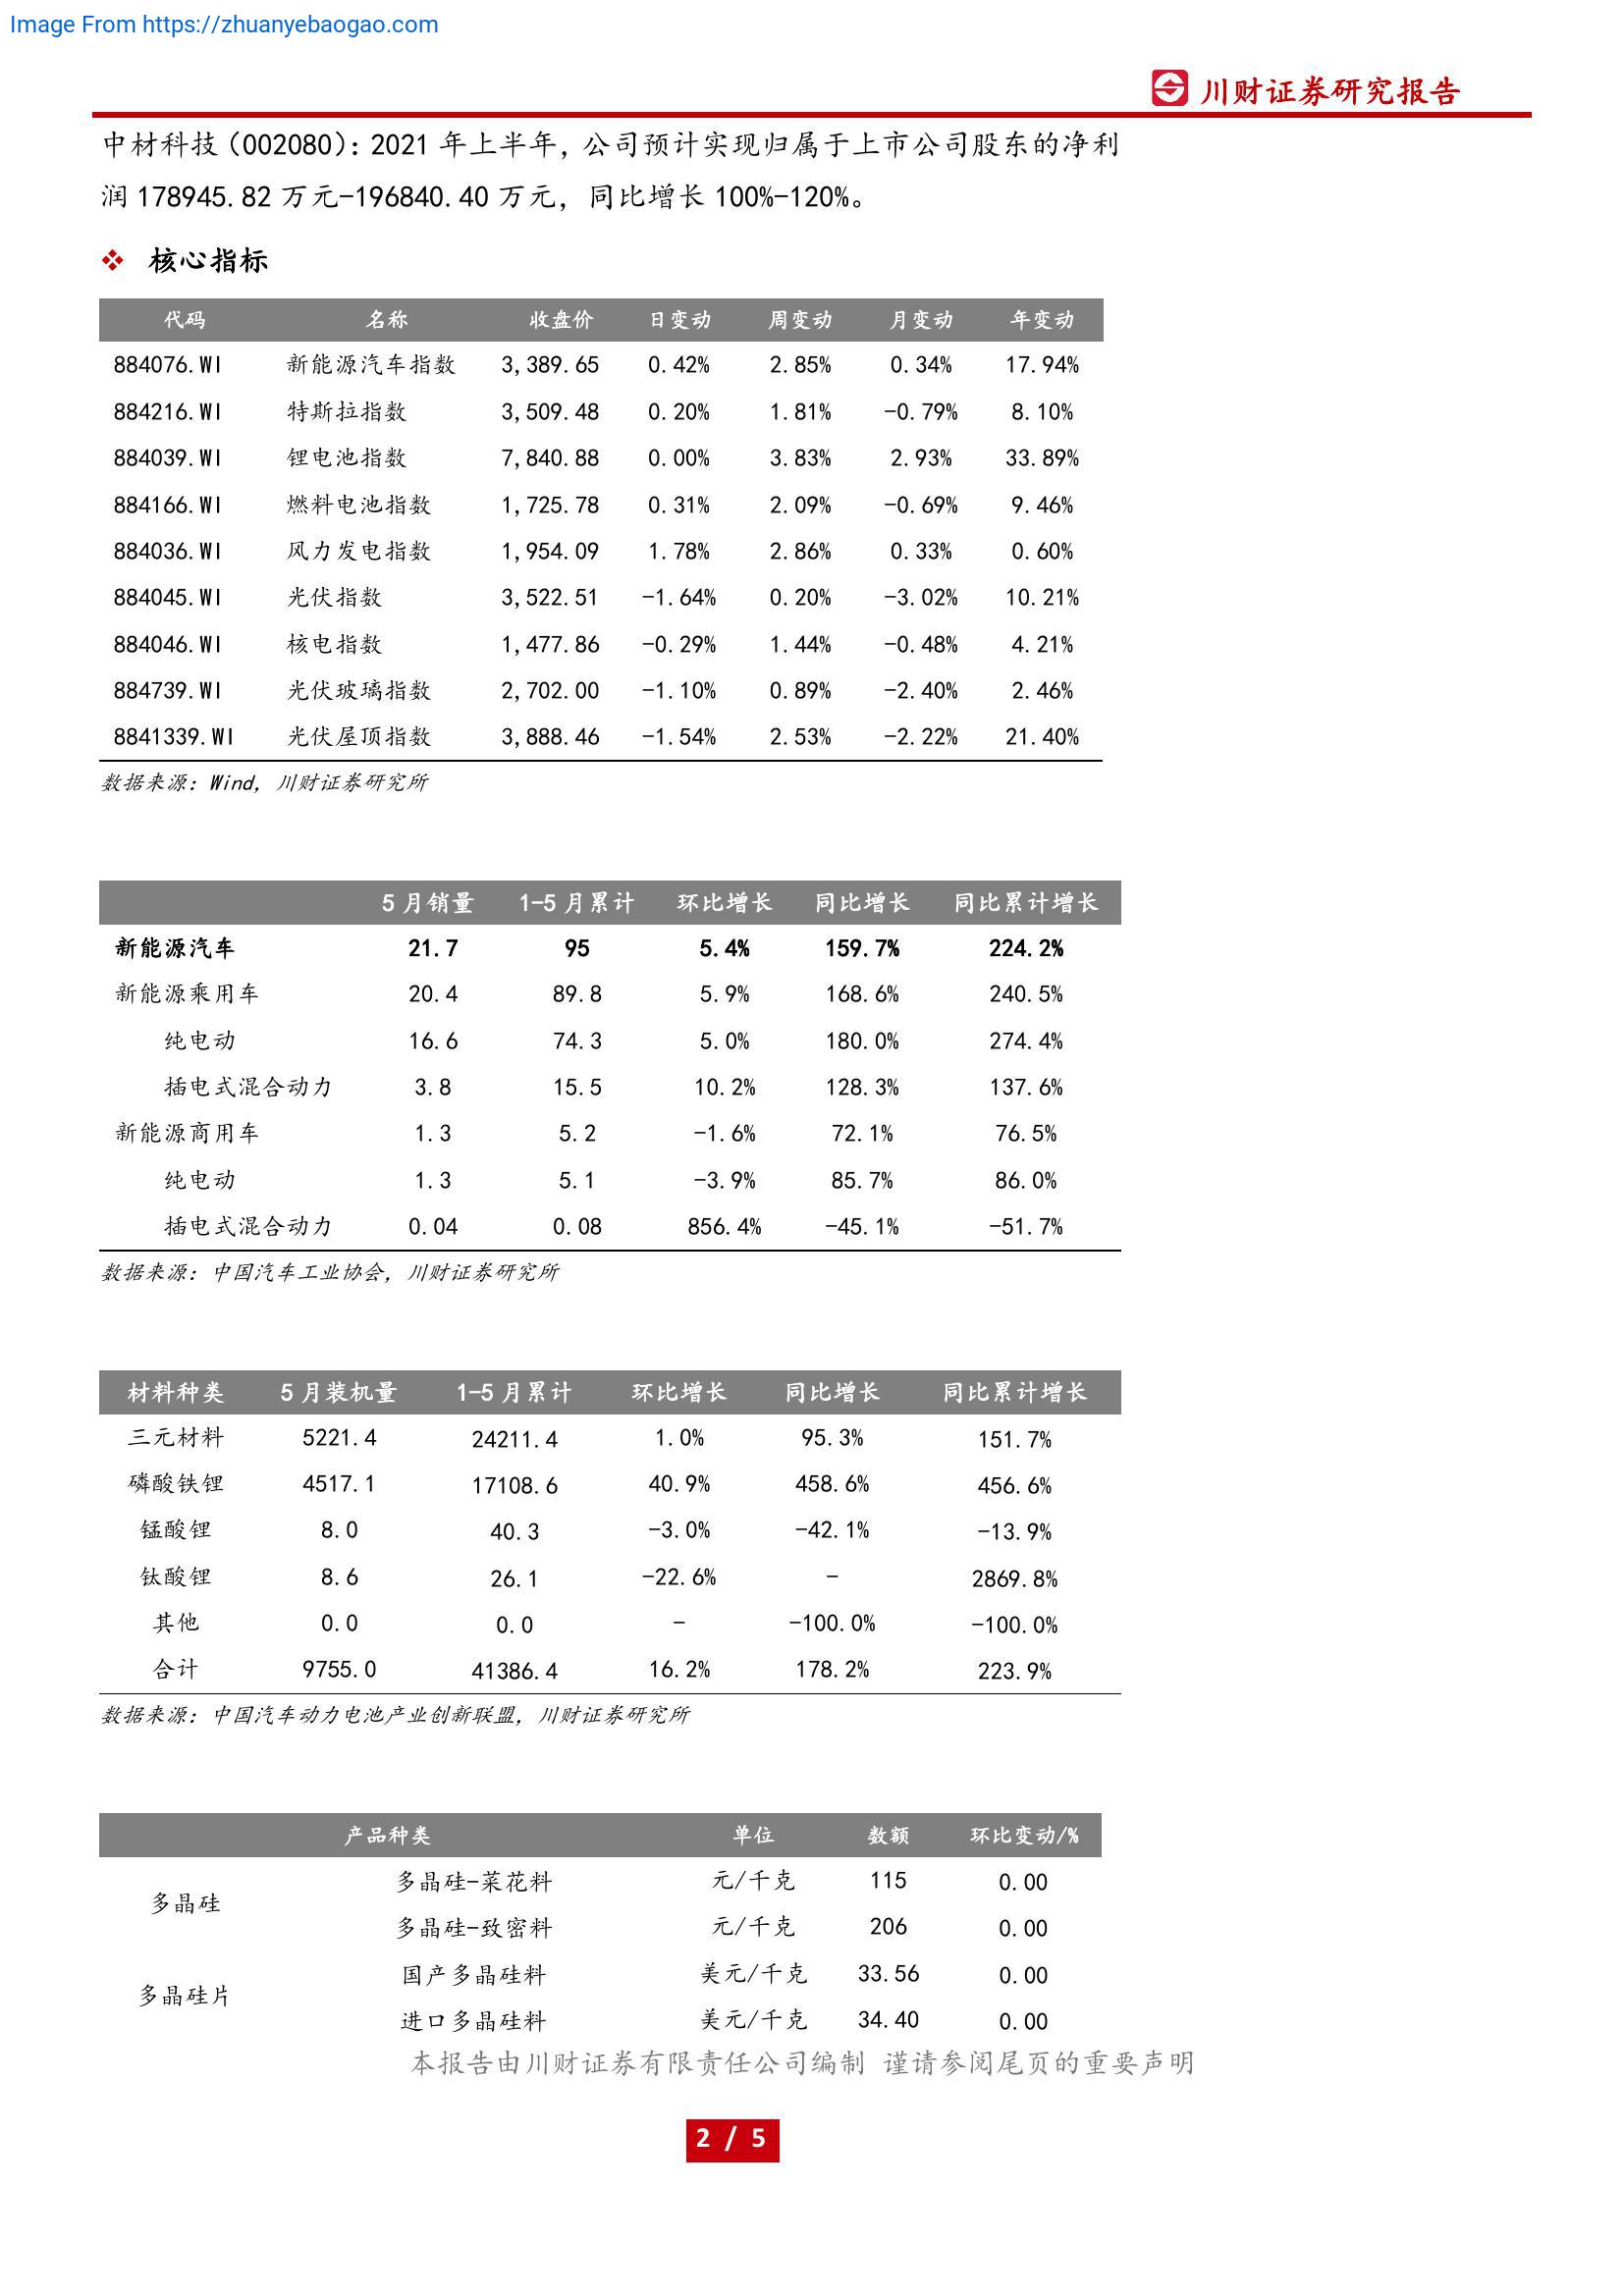 Image From https://zhuanyebaogao.com
川财证券研究报告
中材科技（002080）：2021 年上半年，公司预计实现归属于上市公司股东的净利
润 178945.82 万元-196840.40 万元，同比增长 100%-120%。
核心指标
代码 名称 收盘价 日变动 周变动 月变动 年变动
884076.WI 新能源汽车指数 3,389.65 0.42% 2.85% 0.34% 17.94%
884216.WI 特斯拉指数 3,509.48 0.20% 1.81% -0.79% 8.10%
884039.WI 锂电池指数 7,840.88 0.00% 3.83% 2.93% 33.89%
884166.WI 燃料电池指数 1,725.78 0.31% 2.09% -0.69% 9.46%
884036.WI 风力发电指数 1,954.09 1.78% 2.86% 0.33% 0.60%
884045.WI 光伏指数 3,522.51 -1.64% 0.20% -3.02% 10.21%
884046.WI 核电指数 1,477.86 -0.29% 1.44% -0.48% 4.21%
884739.WI 光伏玻璃指数 2,702.00 -1.10% 0.89% -2.40% 2.46%
8841339.WI 光伏屋顶指数 3,888.46 -1.54% 2.53% -2.22% 21.40%
数据来源：Wind，川财证券研究所
5 月销量 1-5 月累计 环比增长 同比增长 同比累计增长
新能源汽车 21.7 95 5.4% 159.7% 224.2%
新能源乘用车 20.4 89.8 5.9% 168.6% 240.5%
纯电动 16.6 74.3 5.0% 180.0% 274.4%
插电式混合动力 3.8 15.5 10.2% 128.3% 137.6%
新能源商用车 1.3 5.2 -1.6% 72.1% 76.5%
纯电动 1.3 5.1 -3.9% 85.7% 86.0%
插电式混合动力 0.04 0.08 856.4% -45.1% -51.7%
数据来源：中国汽车工业协会，川财证券研究所
材料种类 5 月装机量 1-5 月累计 环比增长 同比增长 同比累计增长
三元材料 5221.4 24211.4 1.0% 95.3% 151.7%
磷酸铁锂 4517.1 17108.6 40.9% 458.6% 456.6%
锰酸锂 8.0 40.3 -3.0% -42.1% -13.9%
钛酸锂 8.6 26.1 -22.6% - 2869.8%
其他 0.0 0.0 - -100.0% -100.0%
合计 9755.0 41386.4 16.2% 178.2% 223.9%
数据来源：中国汽车动力电池产业创新联盟，川财证券研究所
产品种类 单位 数额 环比变动/%
多晶硅 多晶硅-菜花料 元/千克 115 0.00
多晶硅-致密料 元/千克 206 0.00
多晶硅片 国产多晶硅料 美元/千克 33.56 0.00
进口多晶硅料 美元/千克 34.40 0.00
本报告由川财证券有限责任公司编制 谨请参阅尾页的重要声明
2 / 5